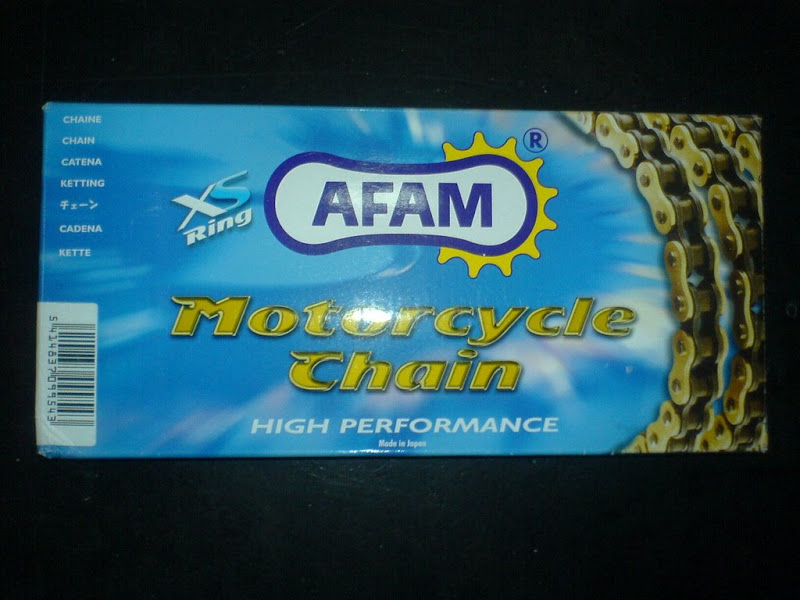 CHAINE
CHAIN
CATENA
KETTING
チェーン
CADENA
KETTE
XS
Ring
AFAM
®
Motorcycle
Chain
HIGH PERFORMANCE
Made in Japan
5414837099543